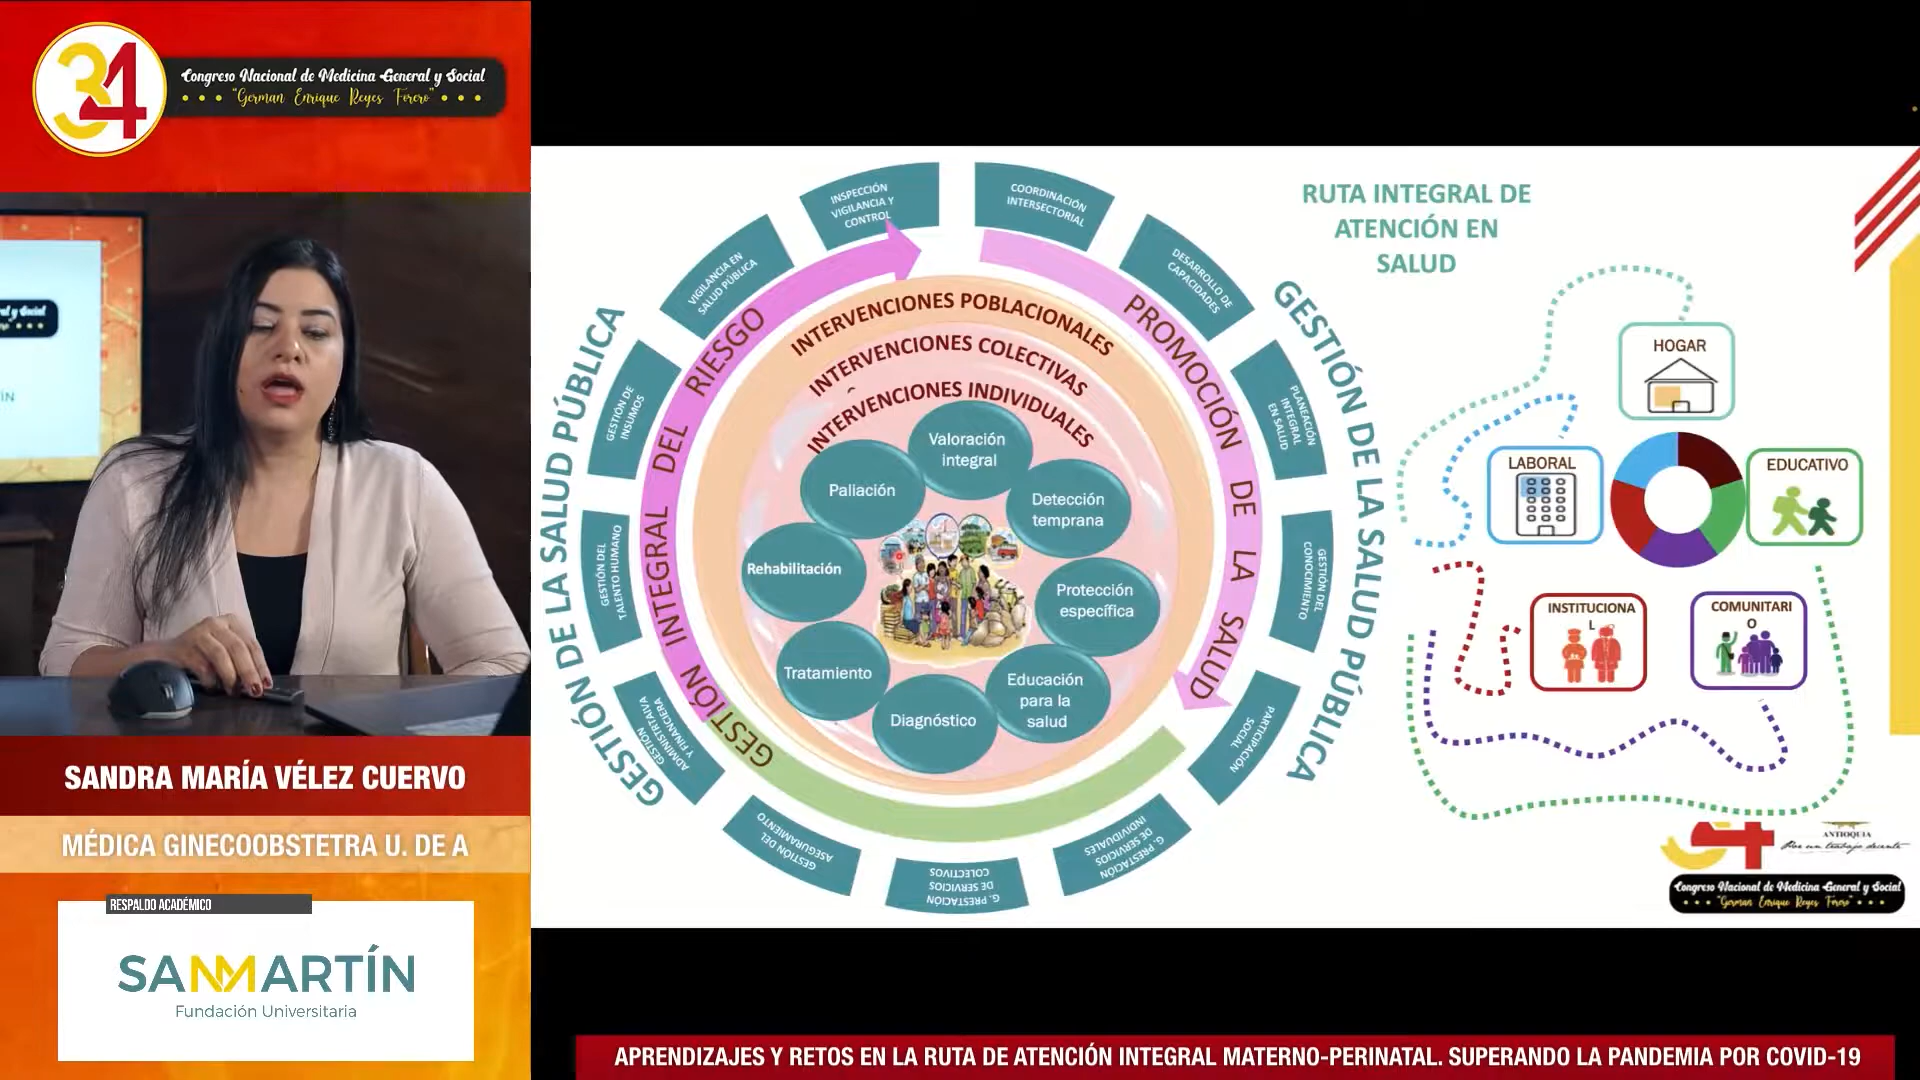 34
Congreso Nacional de Medicina General y Social
"German Enrique Reyes Forero"
SANDRA MARÍA VÉLEZ CUERVO
MÉDICA GINECOOBSTETRA U. DE A
RESPALDO ACADÉMICO
SANMARTÍN
Fundación Universitaria
RUTA INTEGRAL DE
ATENCIÓN EN
SALUD
GESTIÓN DE LA SALUD PÚBLICA
GESTIÓN DE LA SALUD PÚBLICA
INSPECCIÓN
VIGILANCIA Y
CONTROL
COORDINACIÓN
INTERSECTORIAL
DESARROLLO DE
CAPACIDADES
PLANEACIÓN
INTEGRAL
EN SALUD
GESTIÓN DEL
CONOCIMIENTO
PARTICIPACIÓN
SOCIAL
G. PRESTACIÓN
DE SERVICIOS
INDIVIDUALES
G. PRESTACIÓN
DE SERVICIOS
COLECTIVOS
GESTIÓN DEL
ASEGURAMIENTO
GESTIÓN
ADMINISTRTAIVA
Y FINANCIERA
GESTIÓN DEL
TALENTO HUMANO
GESTIÓN DE
INSUMOS
VIGILANCIA EN
SALUD PÚBLICA
GESTIÓN INTEGRAL DEL RIESGO
PROMOCIÓN DE LA SALUD
INTERVENCIONES POBLACIONALES
INTERVENCIONES COLECTIVAS
INTERVENCIONES INDIVIDUALES
Valoración
integral
Detección
temprana
Protección
específica
Educación
para la
salud
Diagnóstico
Tratamiento
Rehabilitación
Paliación
HOGAR
LABORAL
EDUCATIVO
INSTITUCIONA
L
COMUNITARI
O
ANTIOQUIA
Por un trabajo decente
Congreso Nacional de Medicina General y Social
"German Enrique Reyes Forero"
APRENDIZAJES Y RETOS EN LA RUTA DE ATENCIÓN INTEGRAL MATERNO-PERINATAL. SUPERANDO LA PANDEMIA POR COVID-19